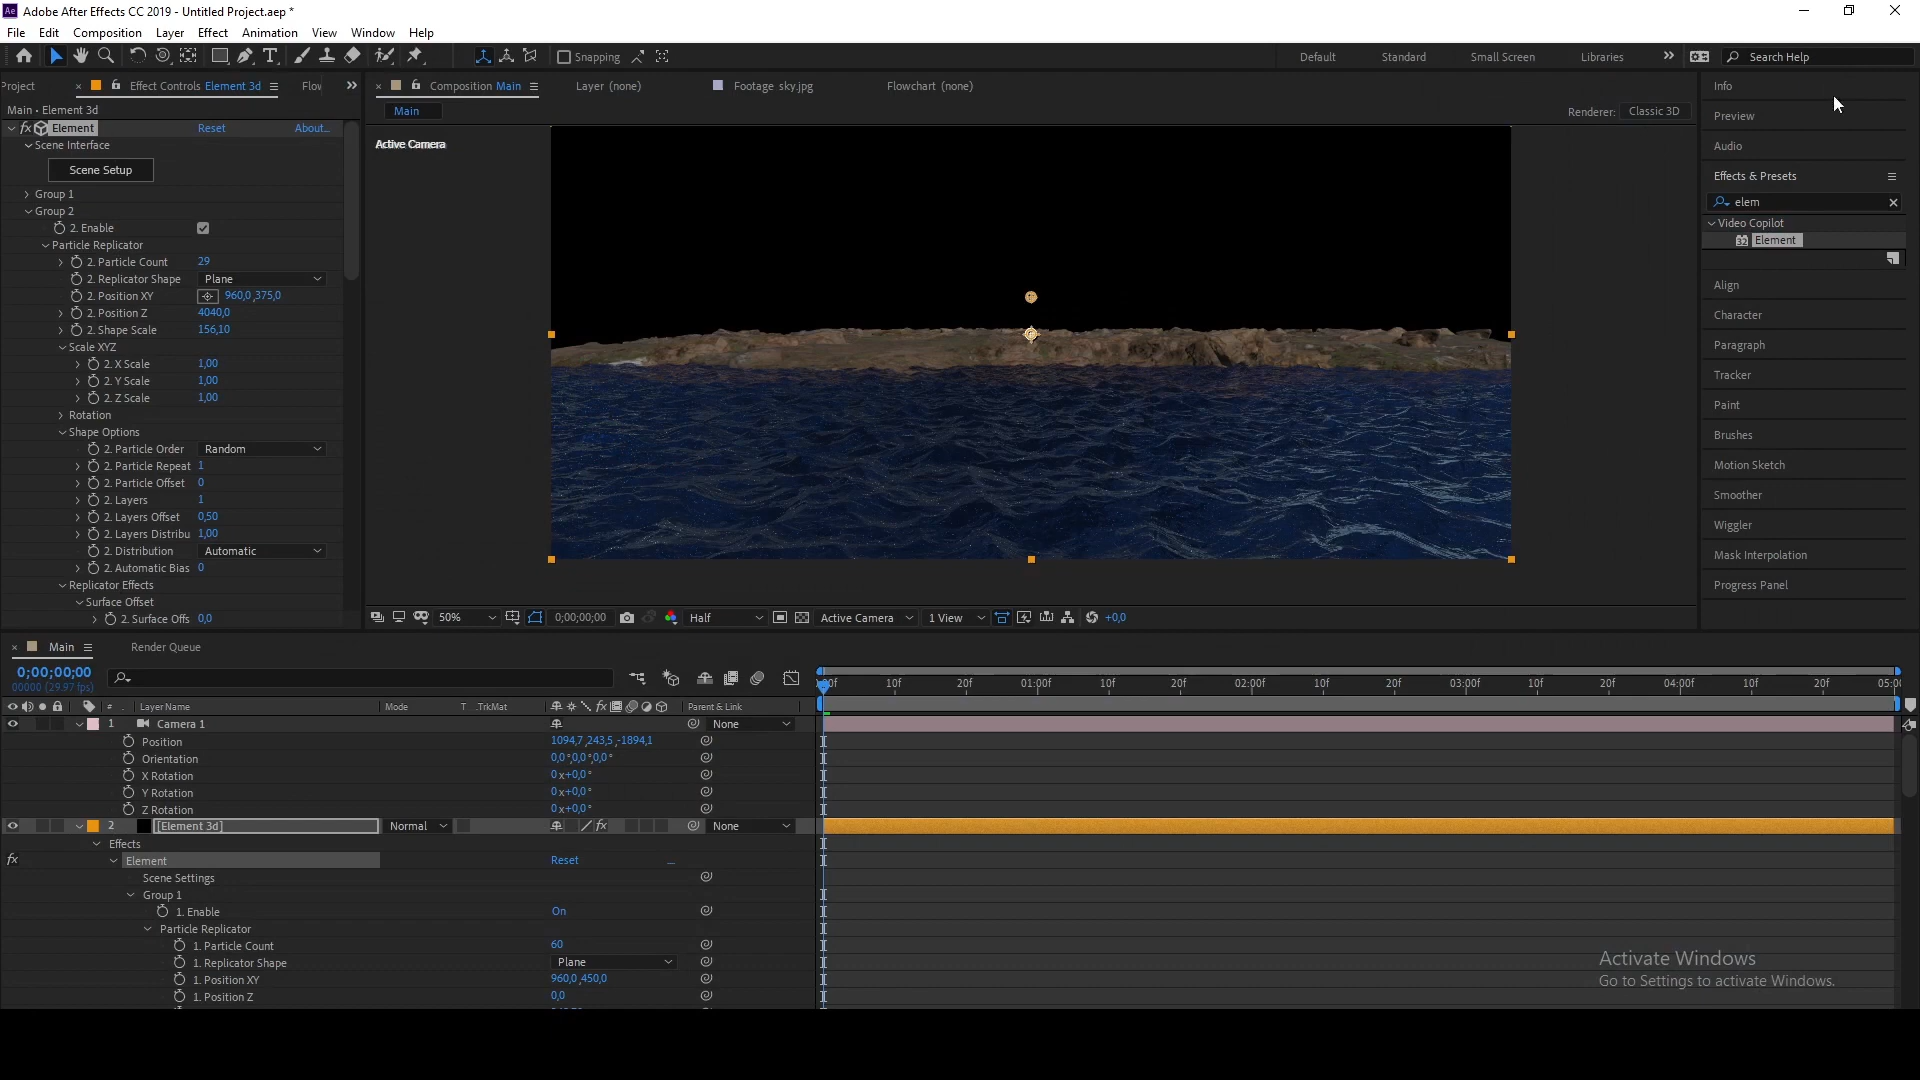 Adobe After Effects CC 2019 - Untitled Project.aep *
File Edit Composition Layer Effect Animation View Window Help
Snapping Default Standard Small Screen Libraries Search Help
Project Effect Controls Element 3d Flow
Composition Main Layer (none) Footage sky.jpg Flowchart (none)
Main • Element 3d
Main
Renderer: Classic 3D
Active Camera
fx Element Reset About...
Scene Interface
Scene Setup
Group 1
Group 2
2. Enable
Particle Replicator
2. Particle Count 29
2. Replicator Shape Plane
2. Position XY 960,0,375,0
2. Position Z 4040,0
2. Shape Scale 156,10
Scale XYZ
2. X Scale 1,00
2. Y Scale 1,00
2. Z Scale 1,00
Rotation
Shape Options
2. Particle Order Random
2. Particle Repeat 1
2. Particle Offset 0
2. Layers 1
2. Layers Offset 0,50
2. Layers Distribu 1,00
2. Distribution Automatic
2. Automatic Bias 0
Replicator Effects
Surface Offset
2. Surface Offs 0,0
50% 0;00;00;00 Half Active Camera 1 View +0,0
Info
Preview
Audio
Effects & Presets
elem
Video Copilot
32 Element
Align
Character
Paragraph
Tracker
Paint
Brushes
Motion Sketch
Smoother
Wiggler
Mask Interpolation
Progress Panel
Main Render Queue
0;00;00;00
00000 (29.97 fps)
00f 10f 20f 01:00f 10f 20f 02:00f 10f 20f 03:00f 10f 20f 04:00f 10f 20f 05:00
# Layer Name Mode T .TrkMat fx Parent & Link
1 Camera 1 None
Position 1094,7,243,5,-1894,1
Orientation 0,0°,0,0°,0,0°
X Rotation 0x+0,0°
Y Rotation 0x+0,0°
Z Rotation 0x+0,0°
2 [Element 3d] Normal fx None
Effects
fx Element Reset
Scene Settings
Group 1
1. Enable On
Particle Replicator
1. Particle Count 60
1. Replicator Shape Plane
1. Position XY 960,0,450,0
1. Position Z 0,0
Activate Windows
Go to Settings to activate Windows.